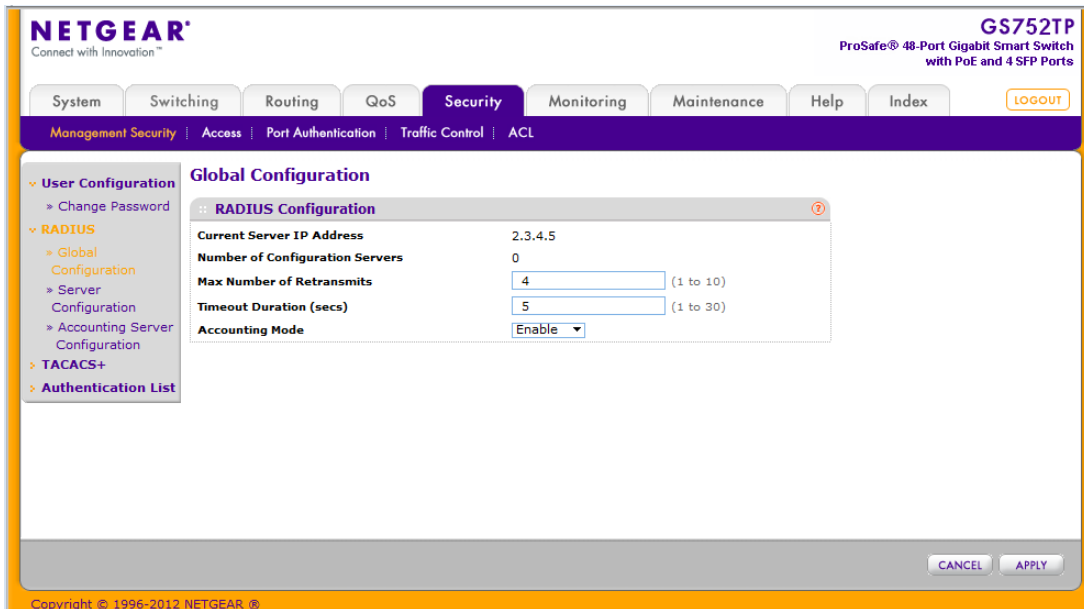 NETGEAR®
Connect with Innovation™
GS752TP
ProSafe® 48-Port Gigabit Smart Switch
with PoE and 4 SFP Ports
System Switching Routing QoS Security Monitoring Maintenance Help Index LOGOUT
Management Security Access Port Authentication Traffic Control ACL
User Configuration
» Change Password
RADIUS
» Global
Configuration
» Server
Configuration
» Accounting Server
Configuration
TACACS+
Authentication List
Global Configuration
RADIUS Configuration ?
Current Server IP Address 2.3.4.5
Number of Configuration Servers 0
Max Number of Retransmits 4 (1 to 10)
Timeout Duration (secs) 5 (1 to 30)
Accounting Mode Enable
CANCEL APPLY
Copyright © 1996-2012 NETGEAR ®